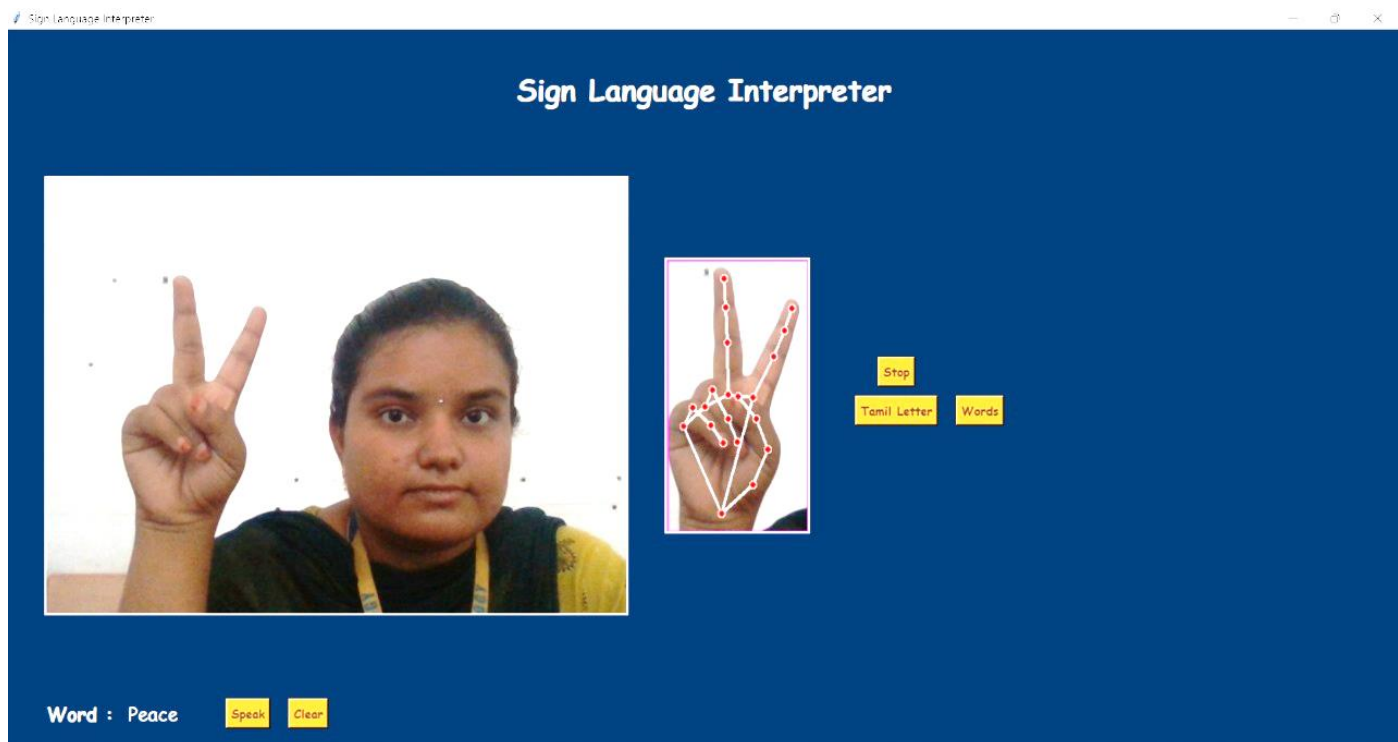 Sign Language Interpreter
Sign Language Interpreter
Stop
Tamil Letter Words
Word : Peace Speak Clear